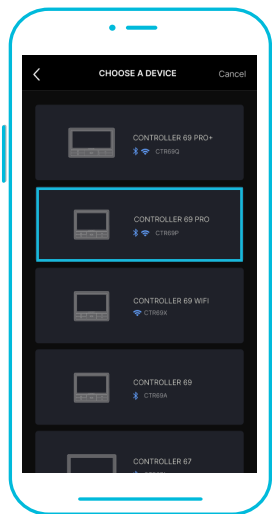 CHOOSE A DEVICE Cancel
CONTROLLER 69 PRO+
CTR69Q
CONTROLLER 69 PRO
CTR69P
CONTROLLER 69 WIFI
CTR69X
CONTROLLER 69
CTR69A
CONTROLLER 67